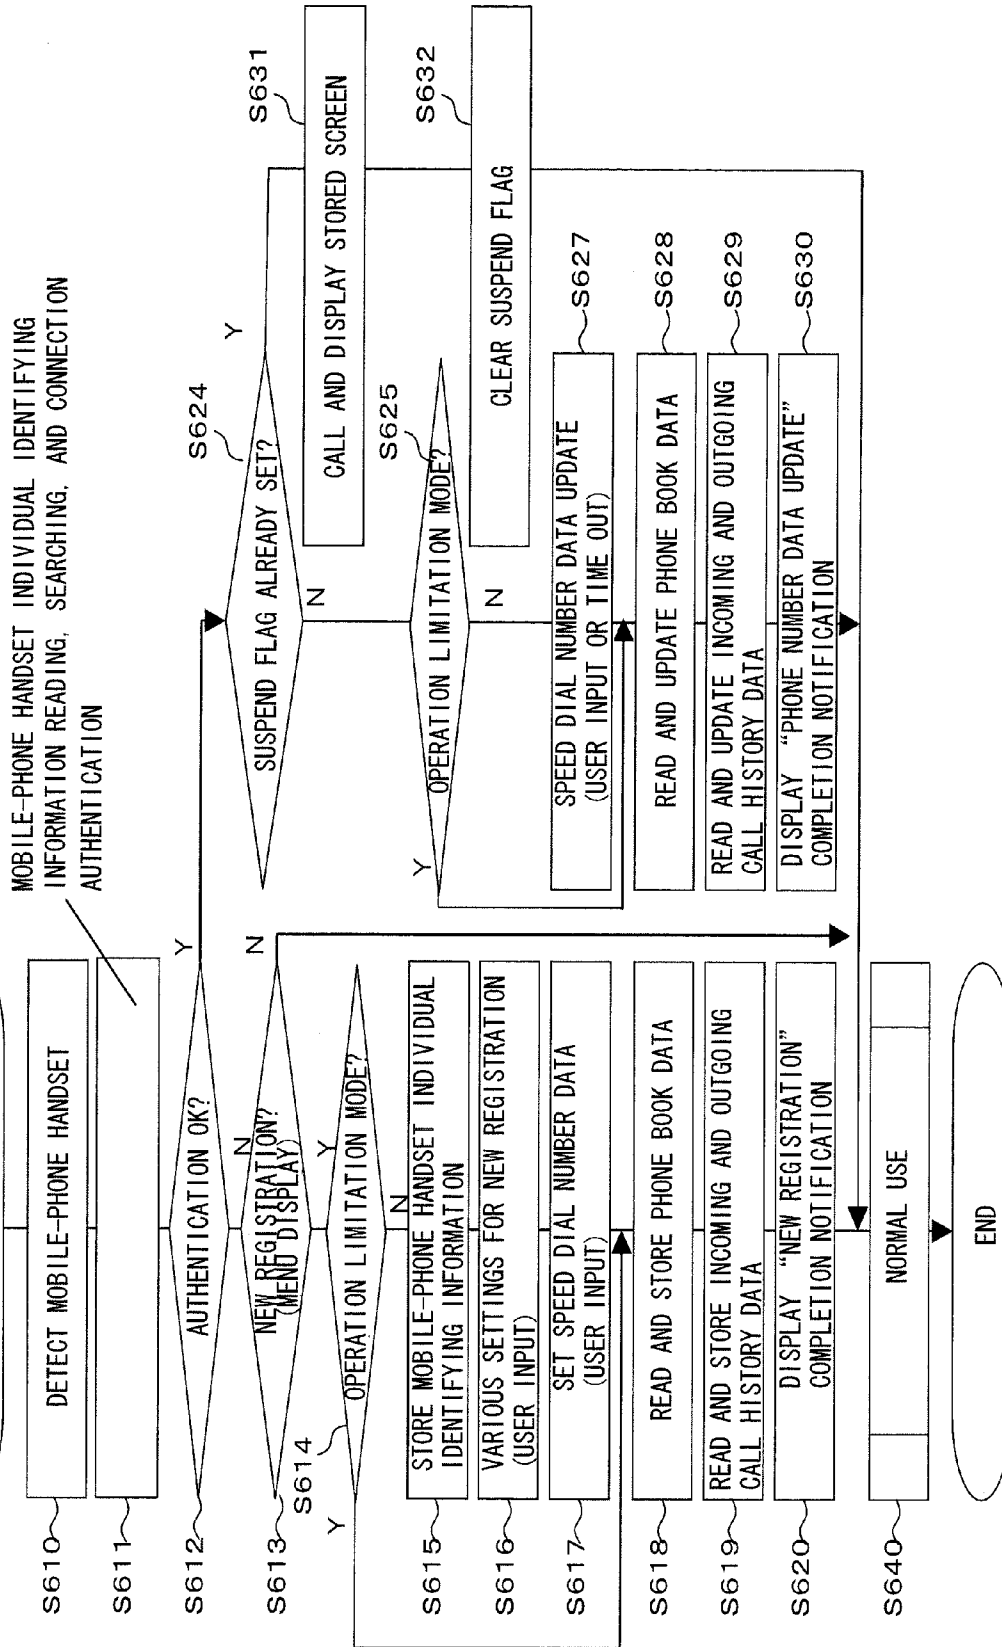 MOBILE-PHONE HANDSET INDIVIDUAL IDENTIFYING
INFORMATION READING, SEARCHING, AND CONNECTION
AUTHENTICATION
S610
DETECT MOBILE-PHONE HANDSET
S611
S612
AUTHENTICATION OK?
Y
N
S613
NEW REGISTRATION?
(MENU DISPLAY)
N
Y
S614
OPERATION LIMITATION MODE?
Y
N
S615
STORE MOBILE-PHONE HANDSET INDIVIDUAL
IDENTIFYING INFORMATION
S616
VARIOUS SETTINGS FOR NEW REGISTRATION
(USER INPUT)
S617
SET SPEED DIAL NUMBER DATA
(USER INPUT)
S618
READ AND STORE PHONE BOOK DATA
S619
READ AND STORE INCOMING AND OUTGOING
CALL HISTORY DATA
S620
DISPLAY “NEW REGISTRATION”
COMPLETION NOTIFICATION
S624
SUSPEND FLAG ALREADY SET?
Y
N
S631
CALL AND DISPLAY STORED SCREEN
S625
OPERATION LIMITATION MODE?
Y
N
S632
CLEAR SUSPEND FLAG
SPEED DIAL NUMBER DATA UPDATE
(USER INPUT OR TIME OUT)
S627
READ AND UPDATE PHONE BOOK DATA
S628
READ AND UPDATE INCOMING AND OUTGOING
CALL HISTORY DATA
S629
DISPLAY “PHONE NUMBER DATA UPDATE”
COMPLETION NOTIFICATION
S630
S640
NORMAL USE
END